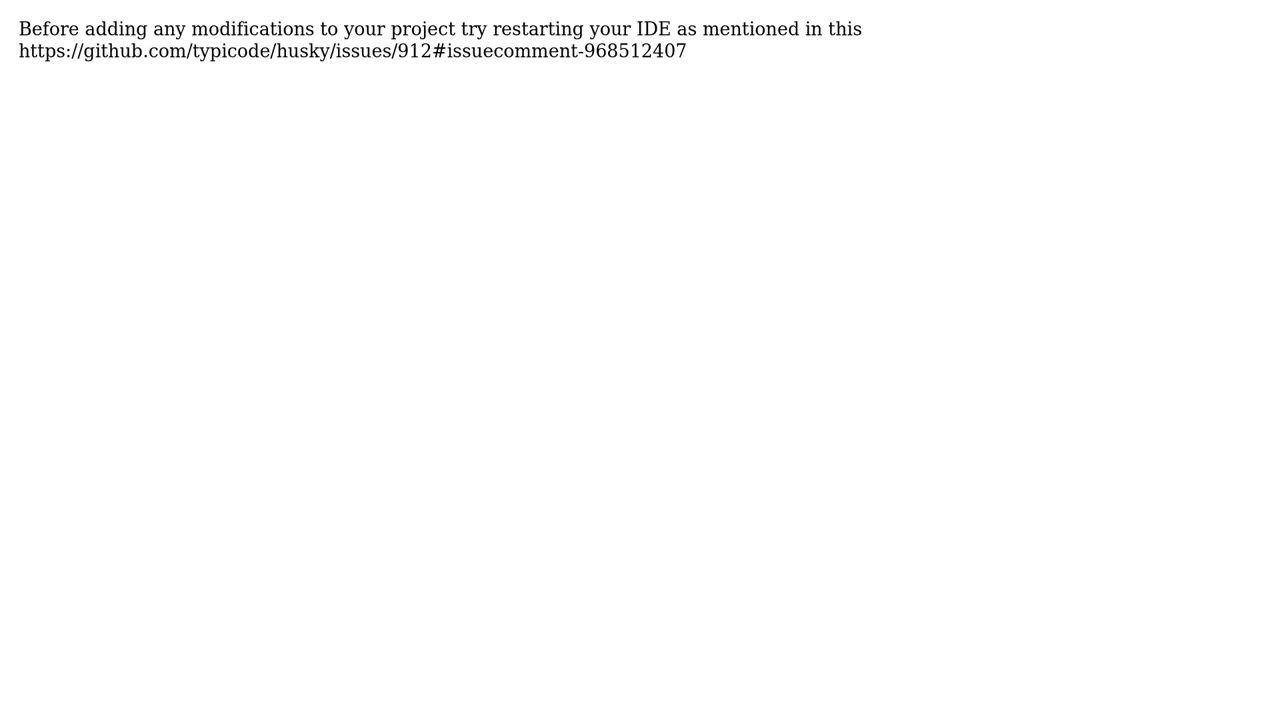 Before adding any modifications to your project try restarting your IDE as mentioned in this
https://github.com/typicode/husky/issues/912#issuecomment-968512407